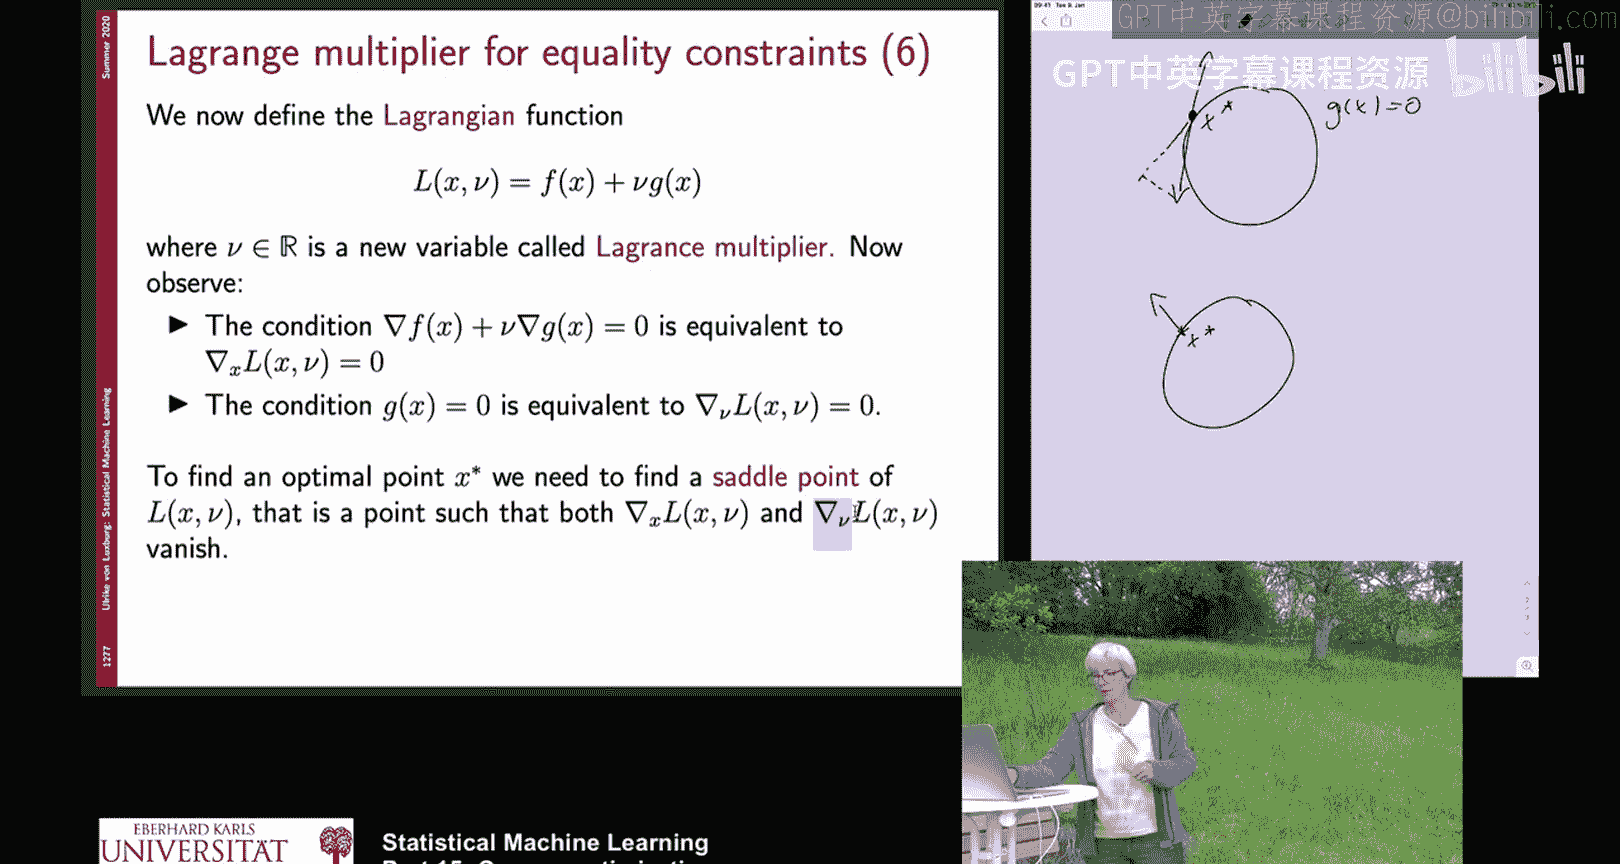 Lagrange multiplier for equality constraints (6)
We now define the Lagrangian function
L(x, ν) = f(x) + νg(x)
where ν ∈ ℝ is a new variable called Lagrance multiplier. Now
observe:
▶ The condition ∇f(x) + ν∇g(x) = 0 is equivalent to
∇ₓL(x, ν) = 0
▶ The condition g(x) = 0 is equivalent to ∇ᵥL(x, ν) = 0.
To find an optimal point x* we need to find a saddle point of
L(x, ν), that is a point such that both ∇ₓL(x, ν) and ∇ᵥL(x, ν)
vanish.
Summer 2020
Ulrike von Luxburg: Statistical Machine Learning
1277
GPT中英字幕课程资源@bilibili.com
GPT中英字幕课程资源 bilibili
x*
g(x)=0
x*
EBERHARD KARLS
UNIVERSITÄT
Statistical Machine Learning